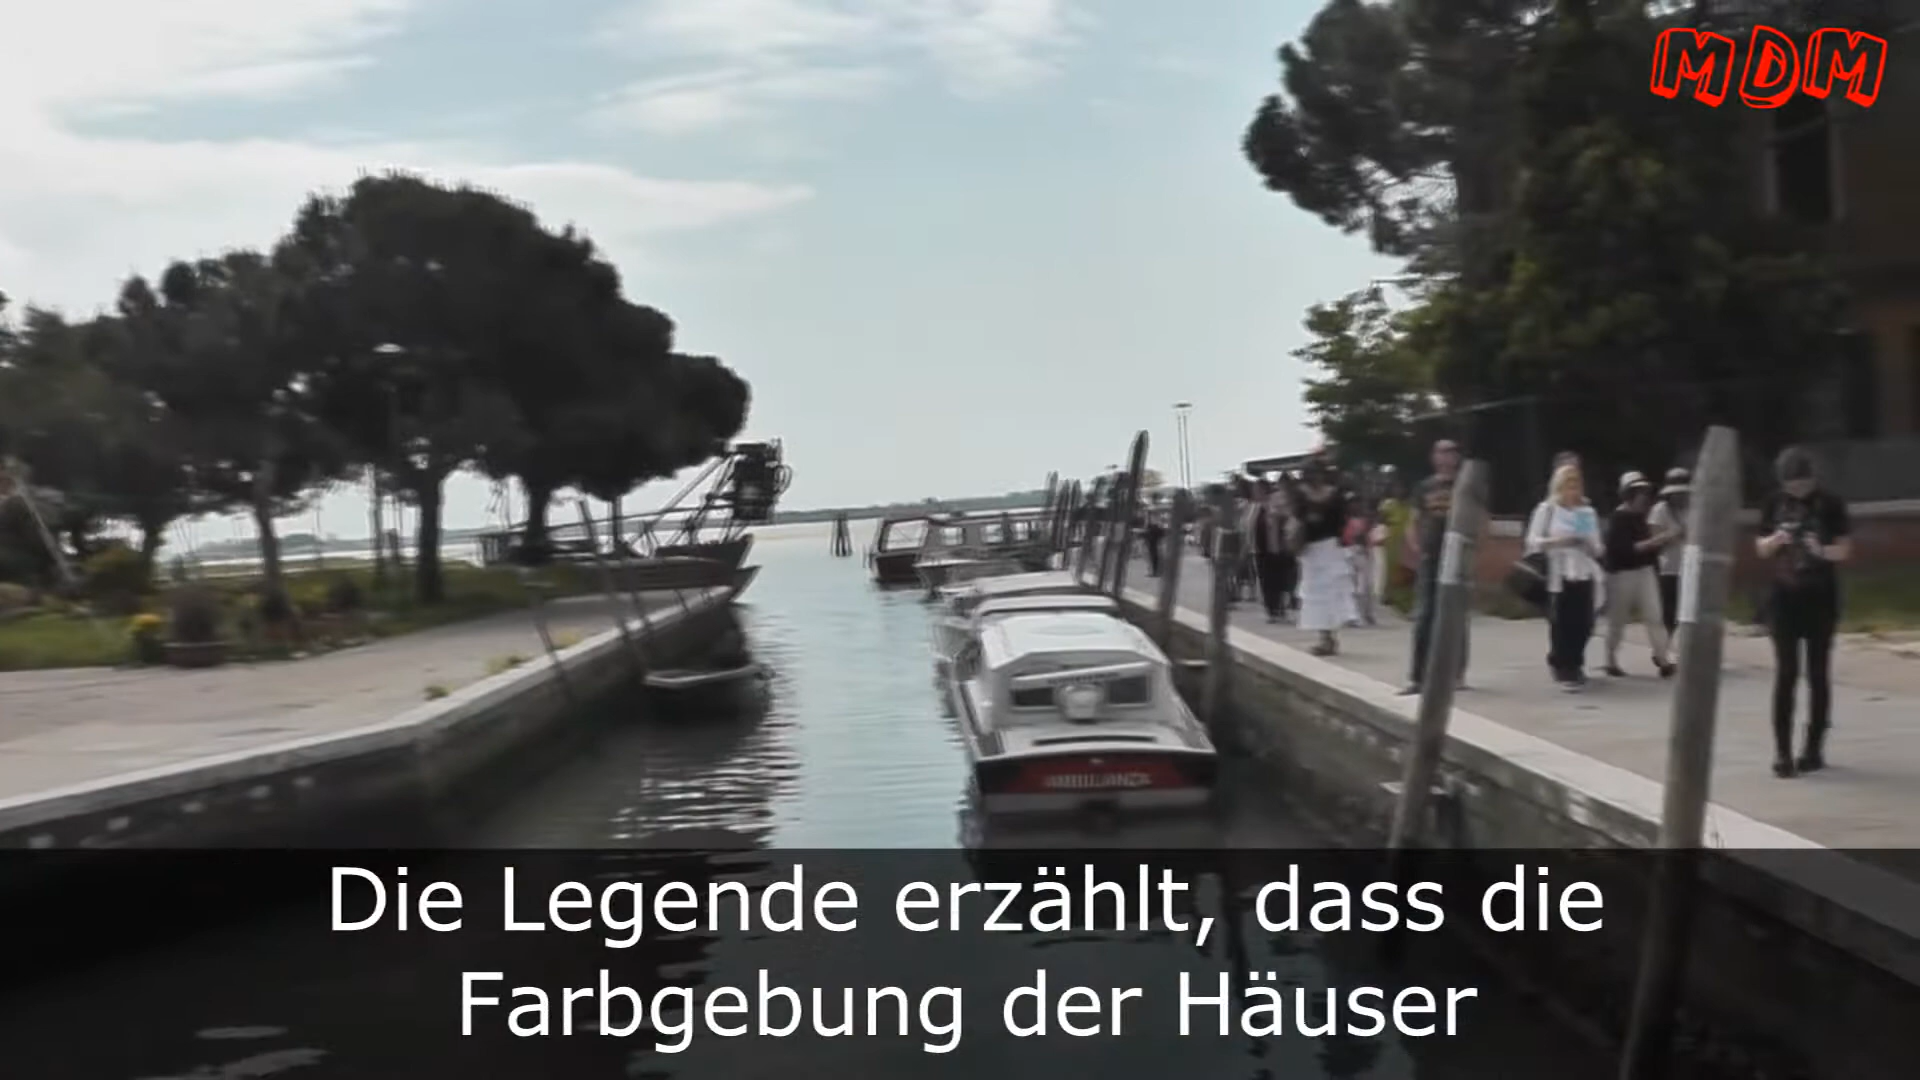 MDM
AMBULANZA
Die Legende erzählt, dass die
Farbgebung der Häuser